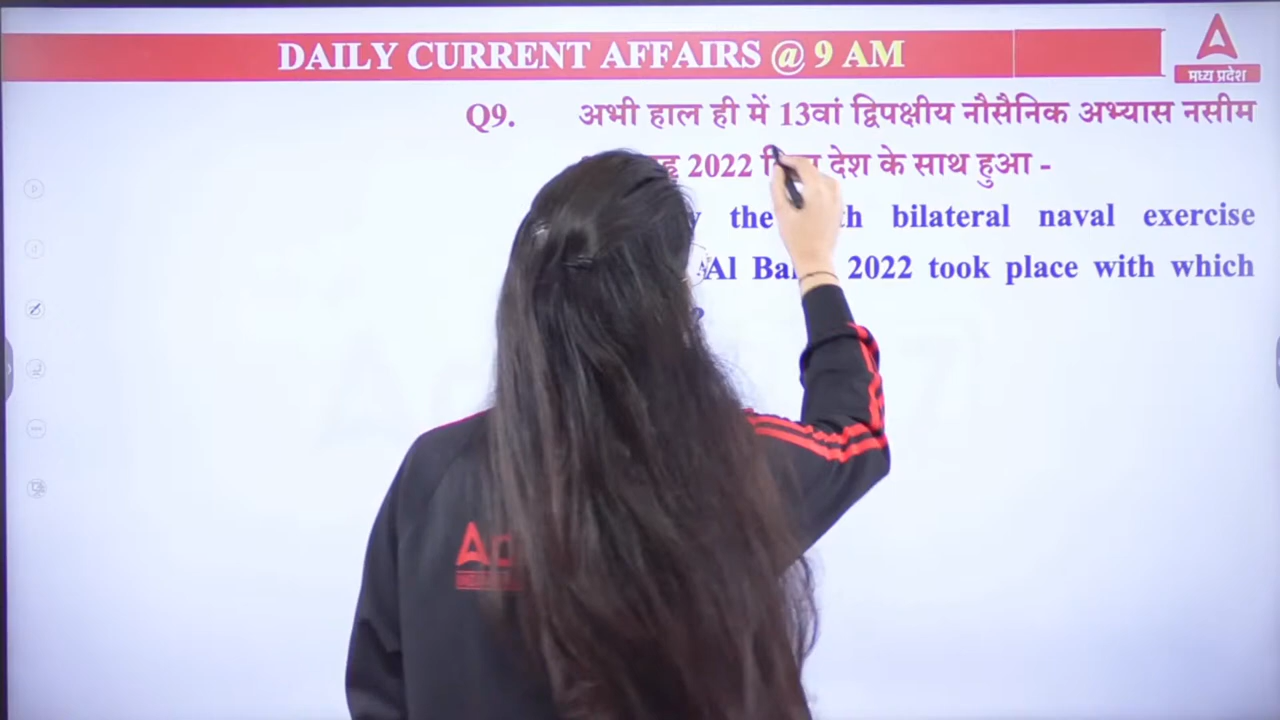 DAILY CURRENT AFFAIRS @ 9 AM
मध्य प्रदेश
Q9. अभी हाल ही में 13वां द्विपक्षीय नौसैनिक अभ्यास नसीम
2022 देश के साथ हुआ -
the bilateral naval exercise
Al 2022 took place with which